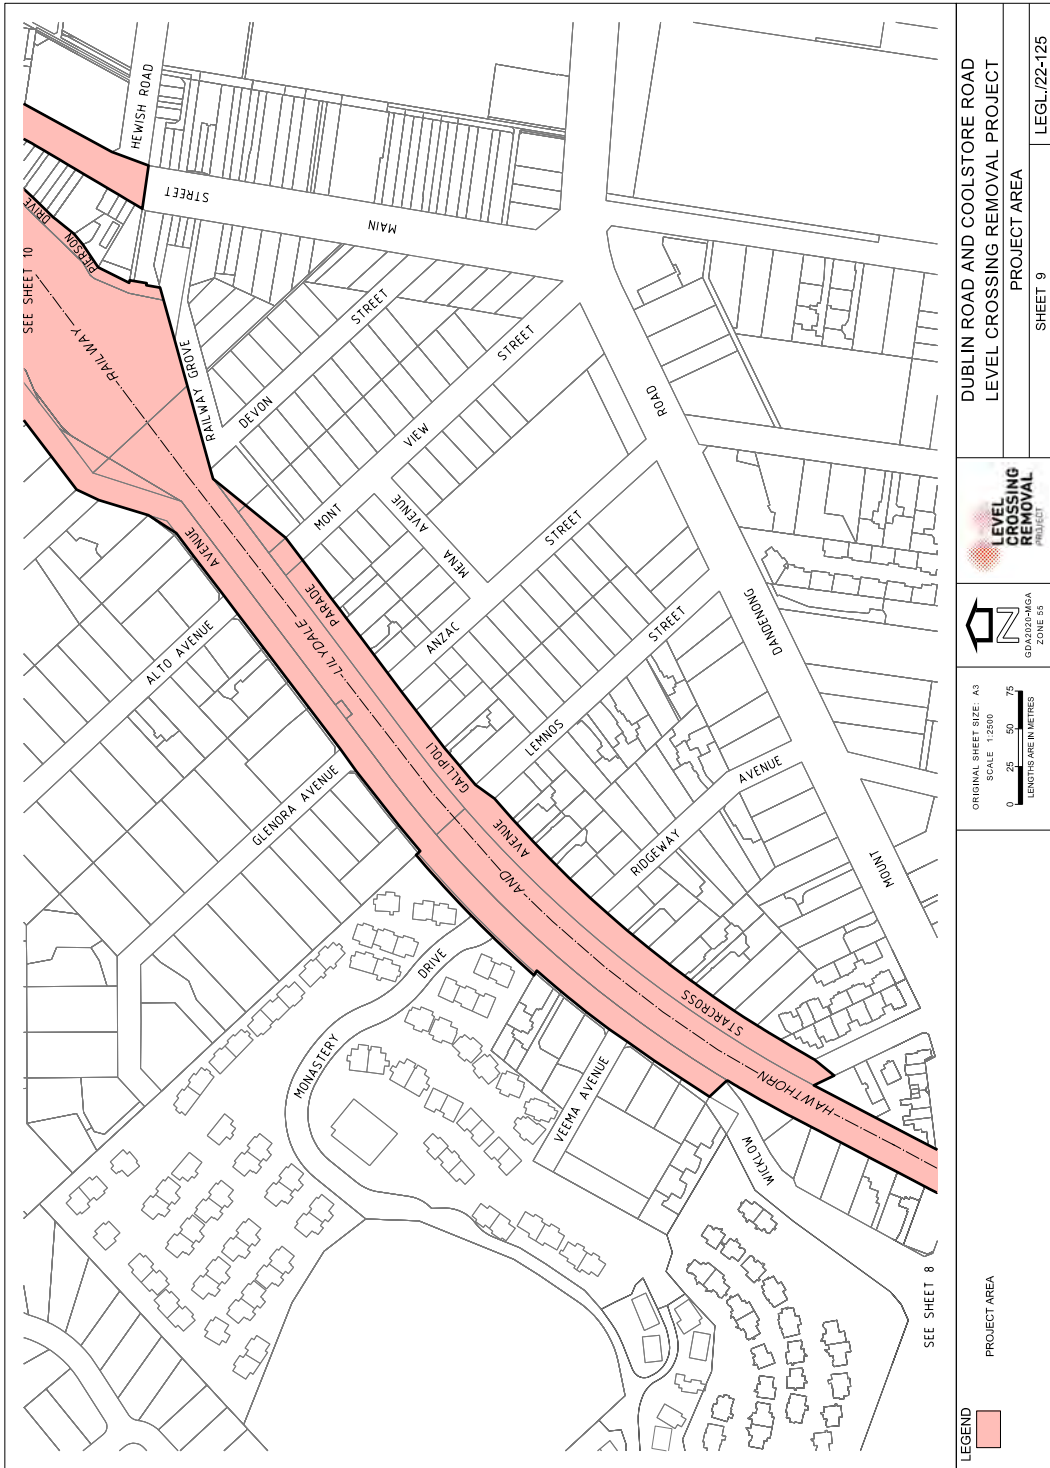 HEWISH ROAD
STREET
MAIN
DRIVE
PIERSON
SEE SHEET 10
RAILWAY
RAILWAY GROVE
DEVON
STREET
VIEW
STREET
MONT
AVENUE
MENA
ROAD
AVENUE
STREET
ALTO AVENUE
LILYDALE
PARADE
ANZAC
STREET
DANDENONG
GALLIPOLI
LEMNOS
AVENUE
GLENORA AVENUE
AVENUE
AND
RIDGEWAY
MOUNT
DRIVE
STARCROSS
MONASTERY
HAWTHORN
VEEMA AVENUE
WICKLOW
SEE SHEET 8
LEGEND
PROJECT AREA
ORIGINAL SHEET SIZE: A3
SCALE 1:2500
0 25 50 75
LENGTHS ARE IN METRES
N
GDA2020-MGA
ZONE 55
LEVEL
CROSSING
REMOVAL
PROJECT
DUBLIN ROAD AND COOLSTORE ROAD
LEVEL CROSSING REMOVAL PROJECT
PROJECT AREA
SHEET 9
LEGL./22-125